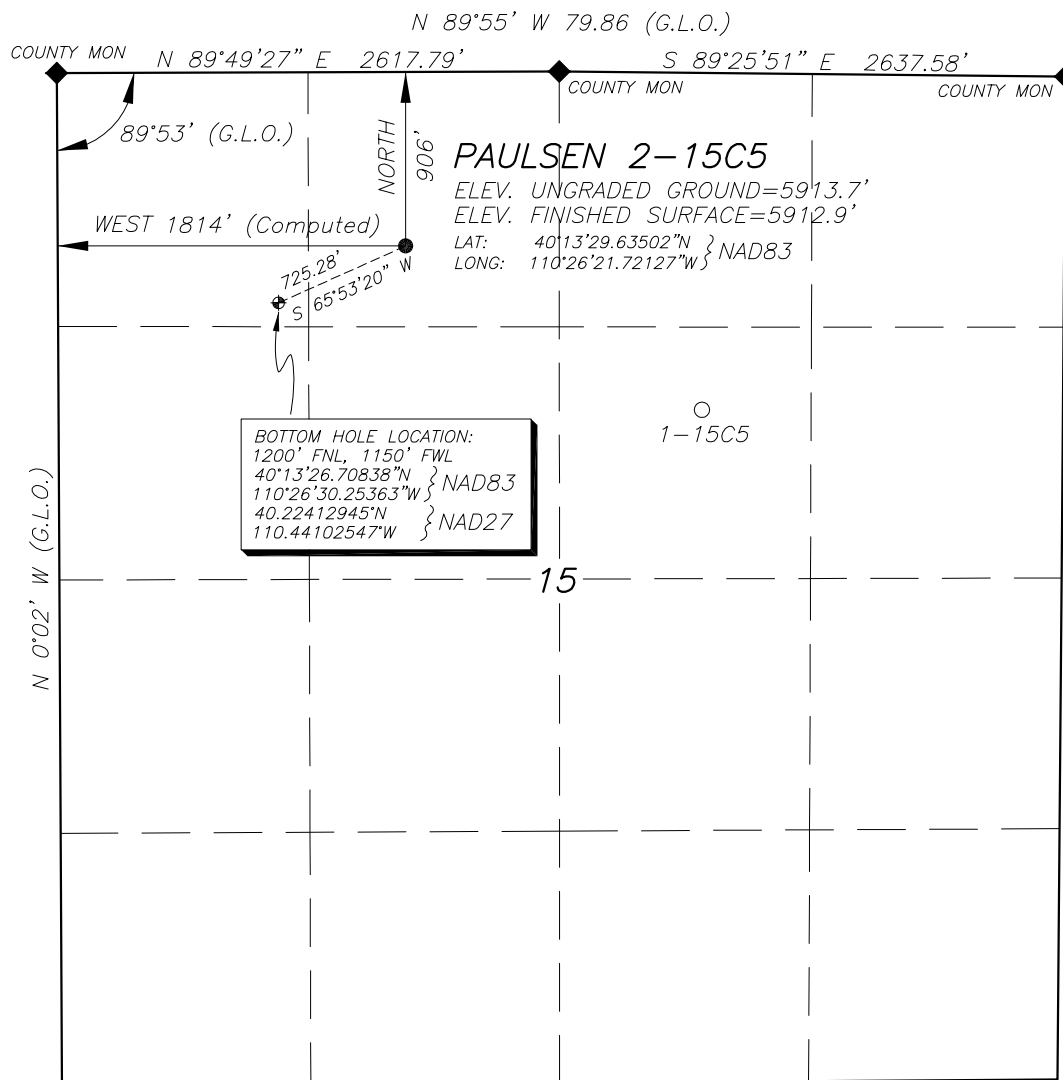 N 89°55' W 79.86 (G.L.O.)
COUNTY MON
N 89°49'27" E 2617.79'
S 89°25'51" E 2637.58'
COUNTY MON
COUNTY MON
89°53' (G.L.O.)
NORTH
906'
PAULSEN 2-15C5
ELEV. UNGRADED GROUND=5913.7'
ELEV. FINISHED SURFACE=5912.9'
LAT: 40°13'29.63502"N
LONG: 110°26'21.72127"W
} NAD83
WEST 1814' (Computed)
725.28'
S 65°53'20" W
1-15C5
BOTTOM HOLE LOCATION:
1200' FNL, 1150' FWL
40°13'26.70838"N
110°26'30.25363"W
} NAD83
40.22412945°N
110.44102547°W
} NAD27
N 0°02' W (G.L.O.)
15